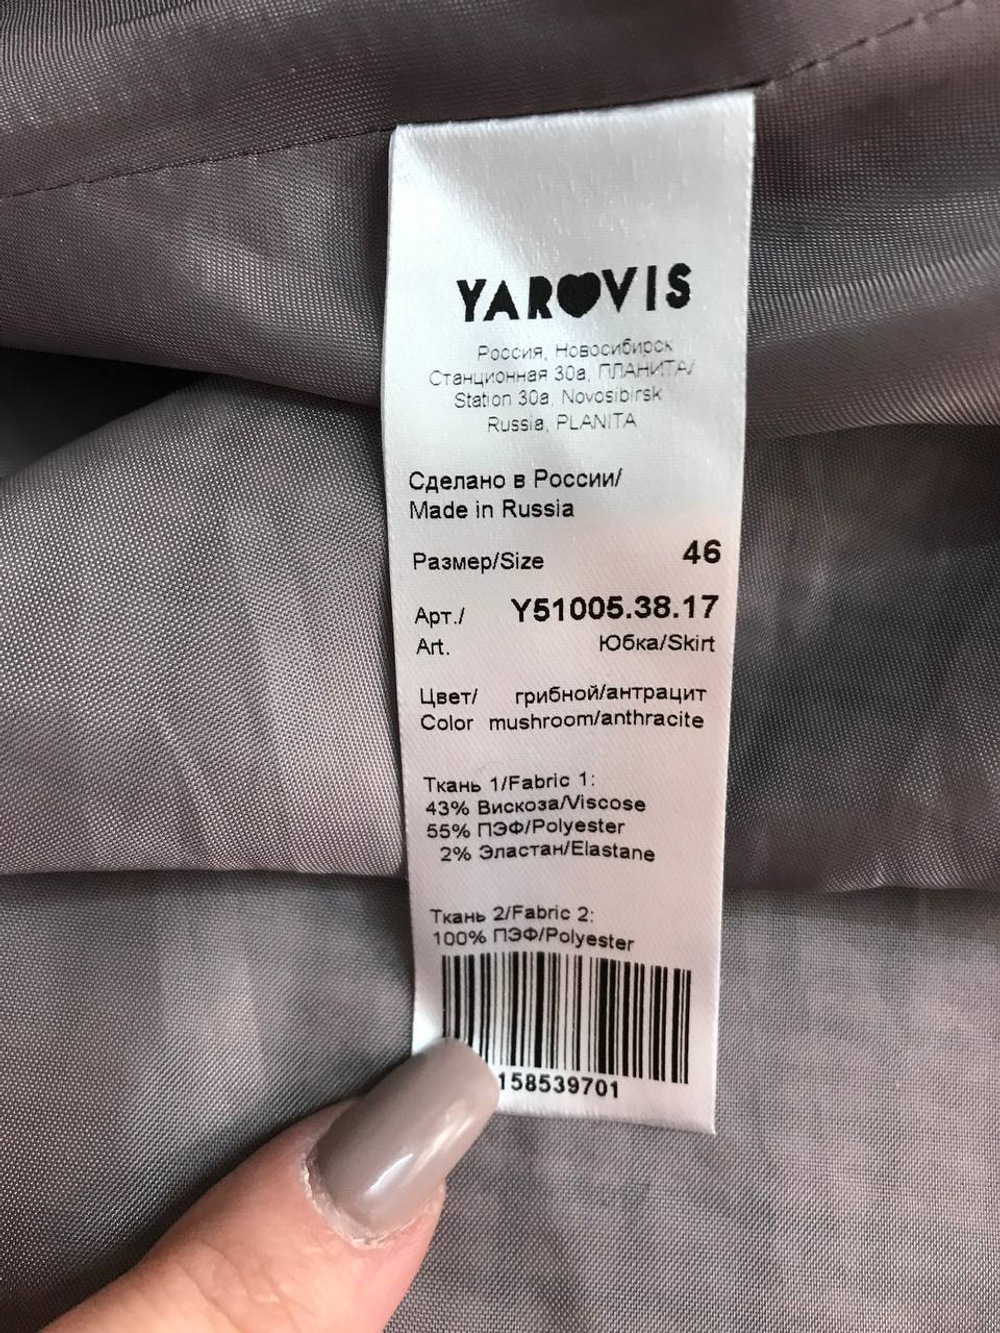 YAROVIS
Россия, Новосибирск
Станционная 30а, ПЛАНИТА/
Station 30a, Novosibirsk
Russia, PLANITA
Сделано в России/
Made in Russia
Размер/Size 46
Арт./ Y51005.38.17
Art. Юбка/Skirt
Цвет/ грибной/антрацит
Color mushroom/anthracite
Ткань 1/Fabric 1:
43% Вискоза/Viscose
55% ПЭФ/Polyester
2% Эластан/Elastane
Ткань 2/Fabric 2:
100% ПЭФ/Polyester
158539701